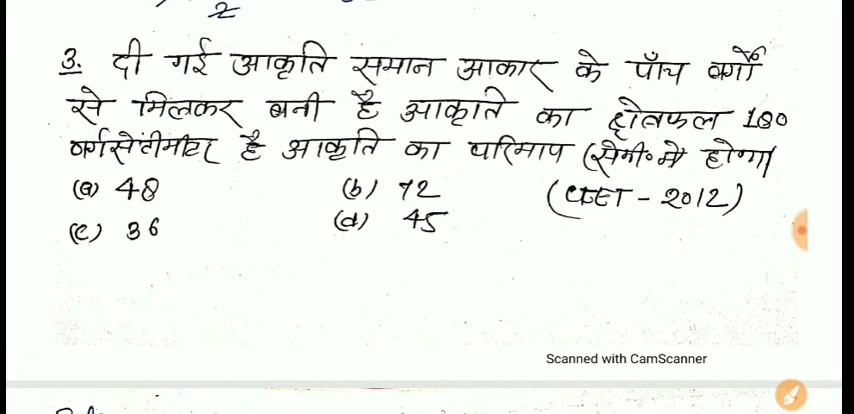 2
3. दी गई आकृति समान आकार के पाँच वर्गों
से मिलकर बनी है आकृति का क्षेत्रफल 180
वर्गसेंटीमीटर है आकृति का परिमाप (सेमी॰ में होगा
(a) 48 (b) 72 (CTET - 2012)
(c) 36 (d) 45
Scanned with CamScanner